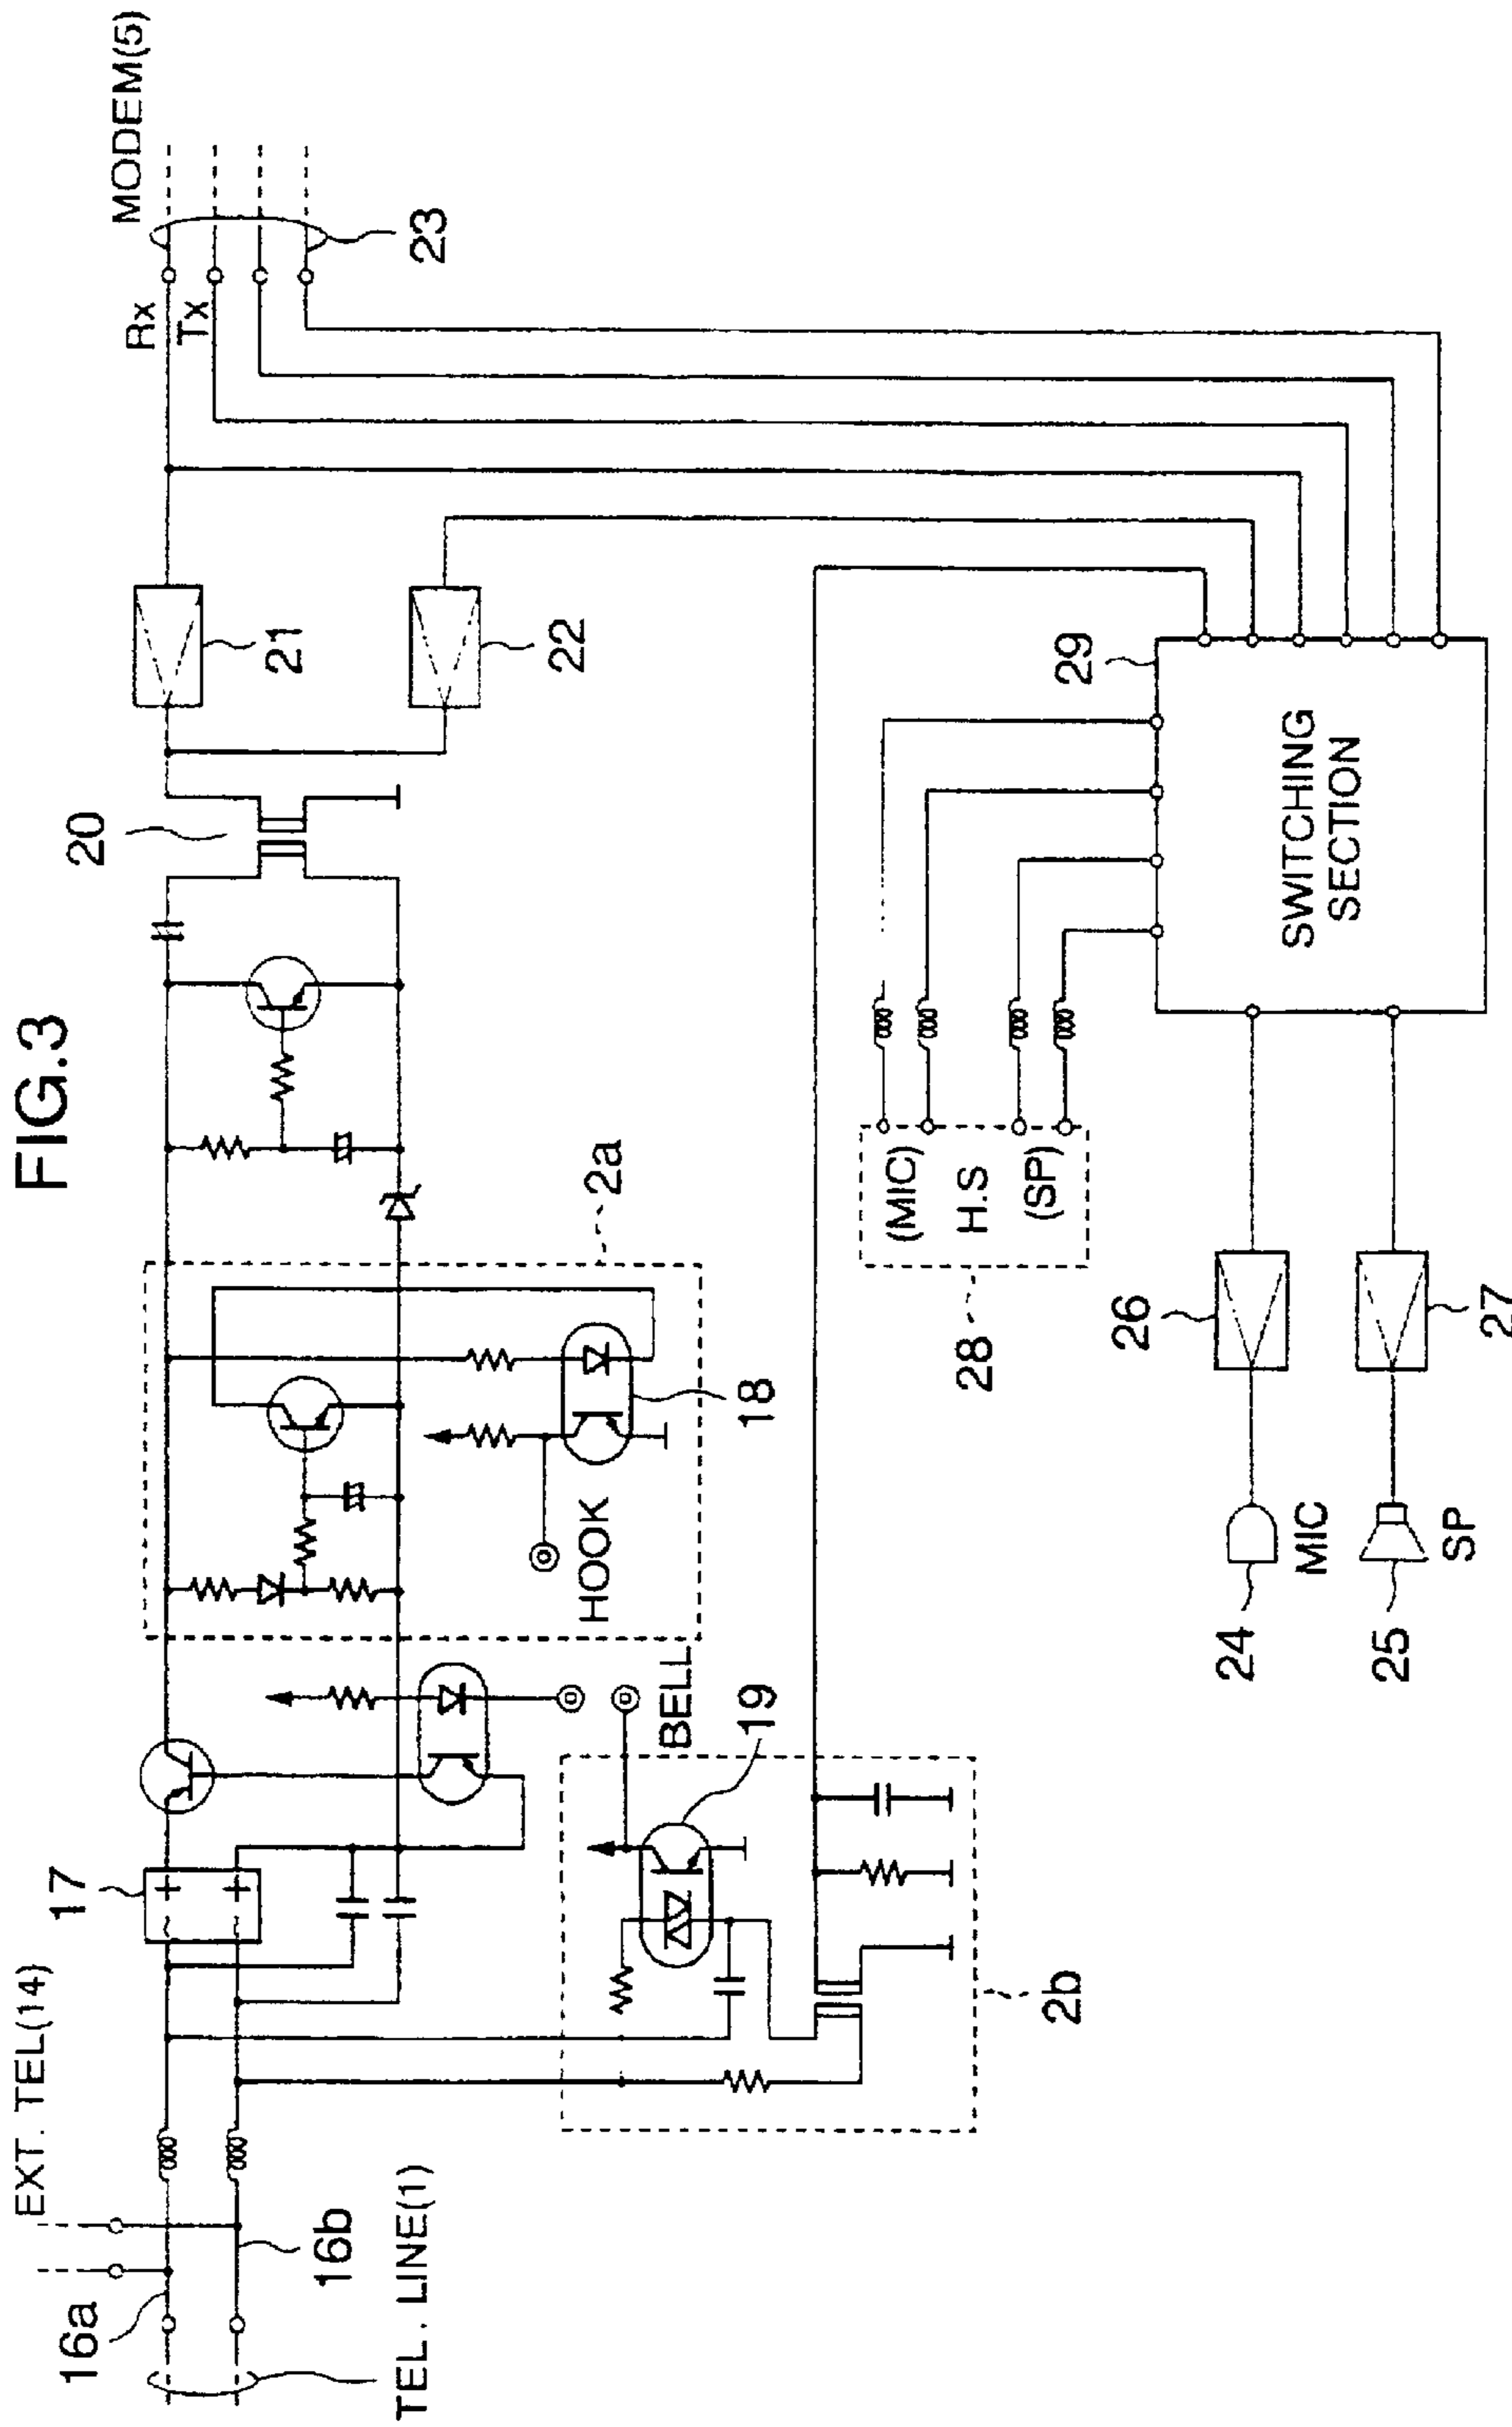 FIG.3
EXT. TEL(14)
16a
16b
TEL. LINE(1)
17
BELL
19
2b
HOOK
18
2a
20
21
22
Rx
Tx
MODEM(5)
23
(MIC)
H.S
(SP)
28
29
SWITCHING
SECTION
26
27
24
MIC
25
SP